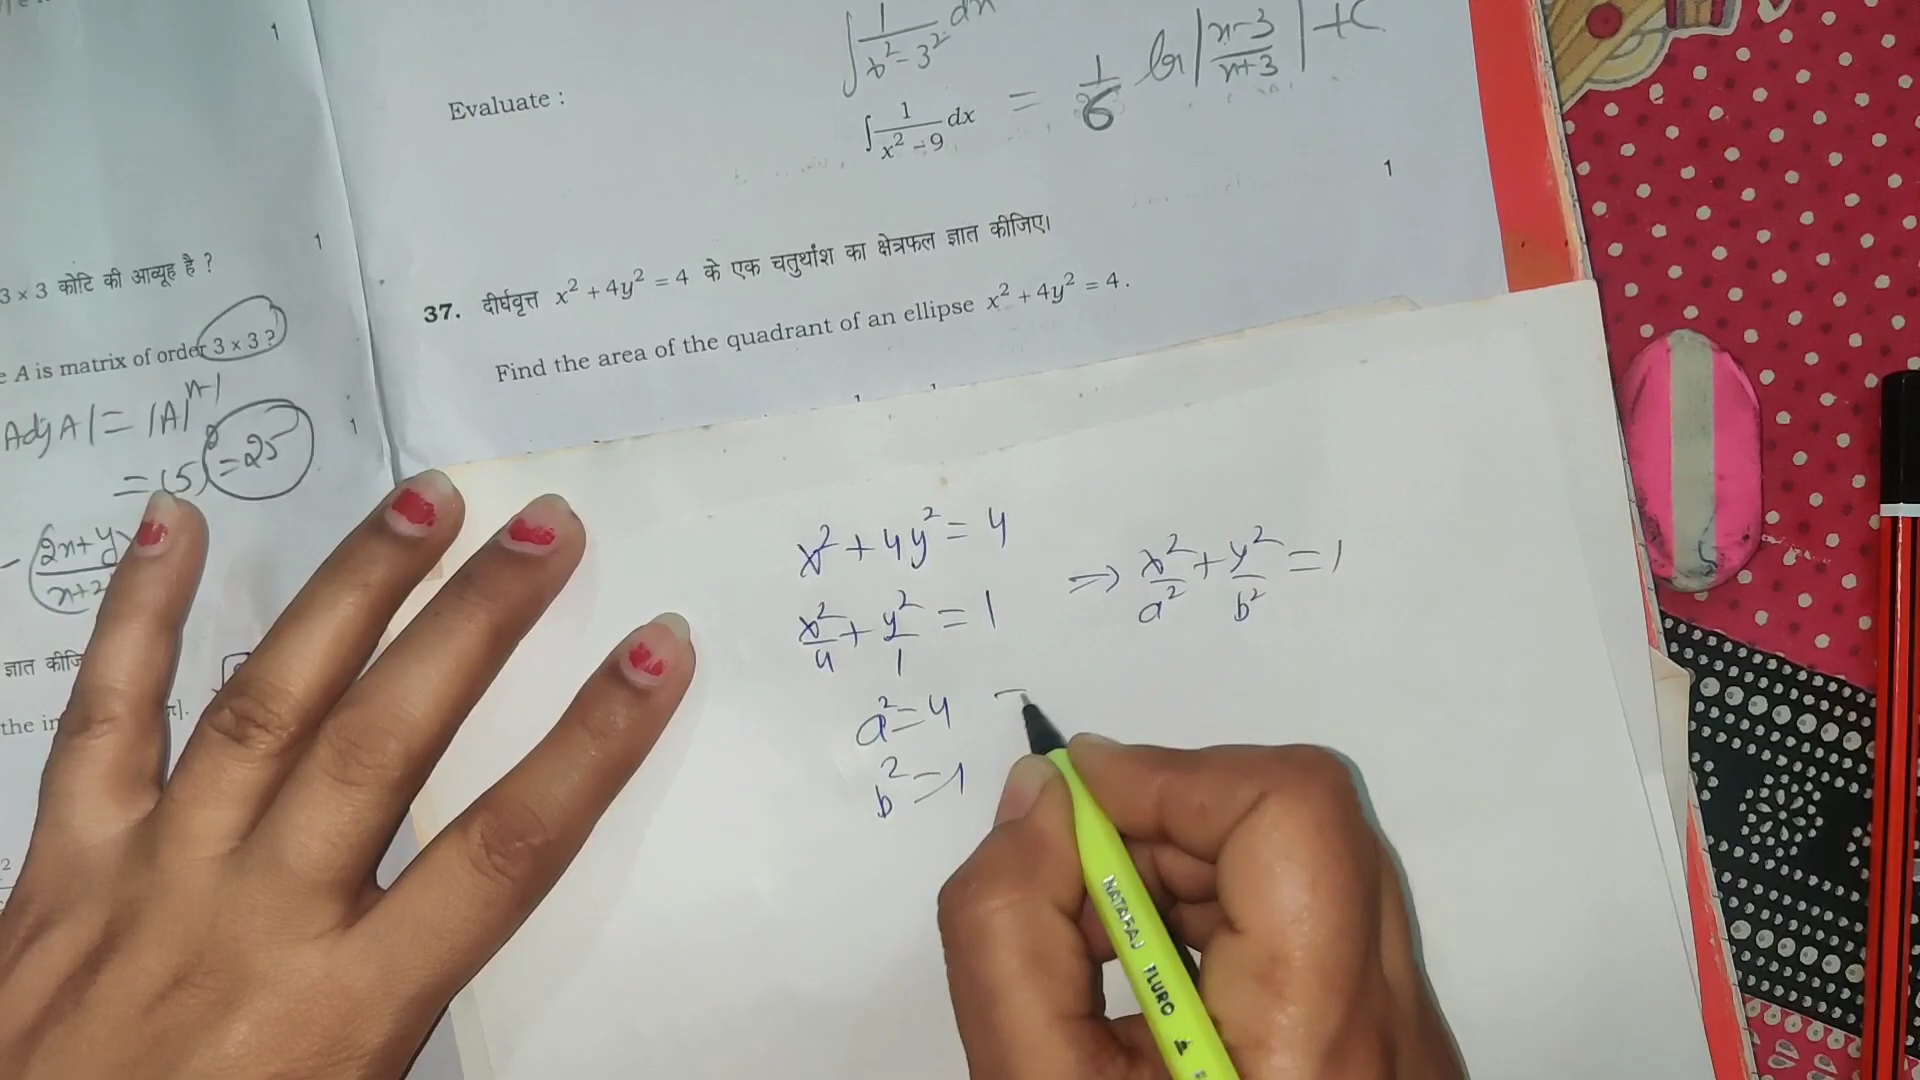 1
3 × 3 कोटि की आव्यूह है ?
1
A is matrix of order 3 × 3 ?
Adj A| = |A|ⁿ⁻¹
1
= (5)² = 25
2x+y
ज्ञात कीजि
the in
π].
∫ 1/(x² - 3²) dx
Evaluate :
∫ 1/(x² - 9) dx = 1/6 ln |(x-3)/(x+3)| + C
1
37. दीर्घवृत्त x² + 4y² = 4 के एक चतुर्थांश का क्षेत्रफल ज्ञात कीजिए।
Find the area of the quadrant of an ellipse x² + 4y² = 4.
x² + 4y² = 4
x²/4 + y²/1 = 1 ⇒ x²/a² + y²/b² = 1
a² = 4
b² = 1
NATARAJ FLURO